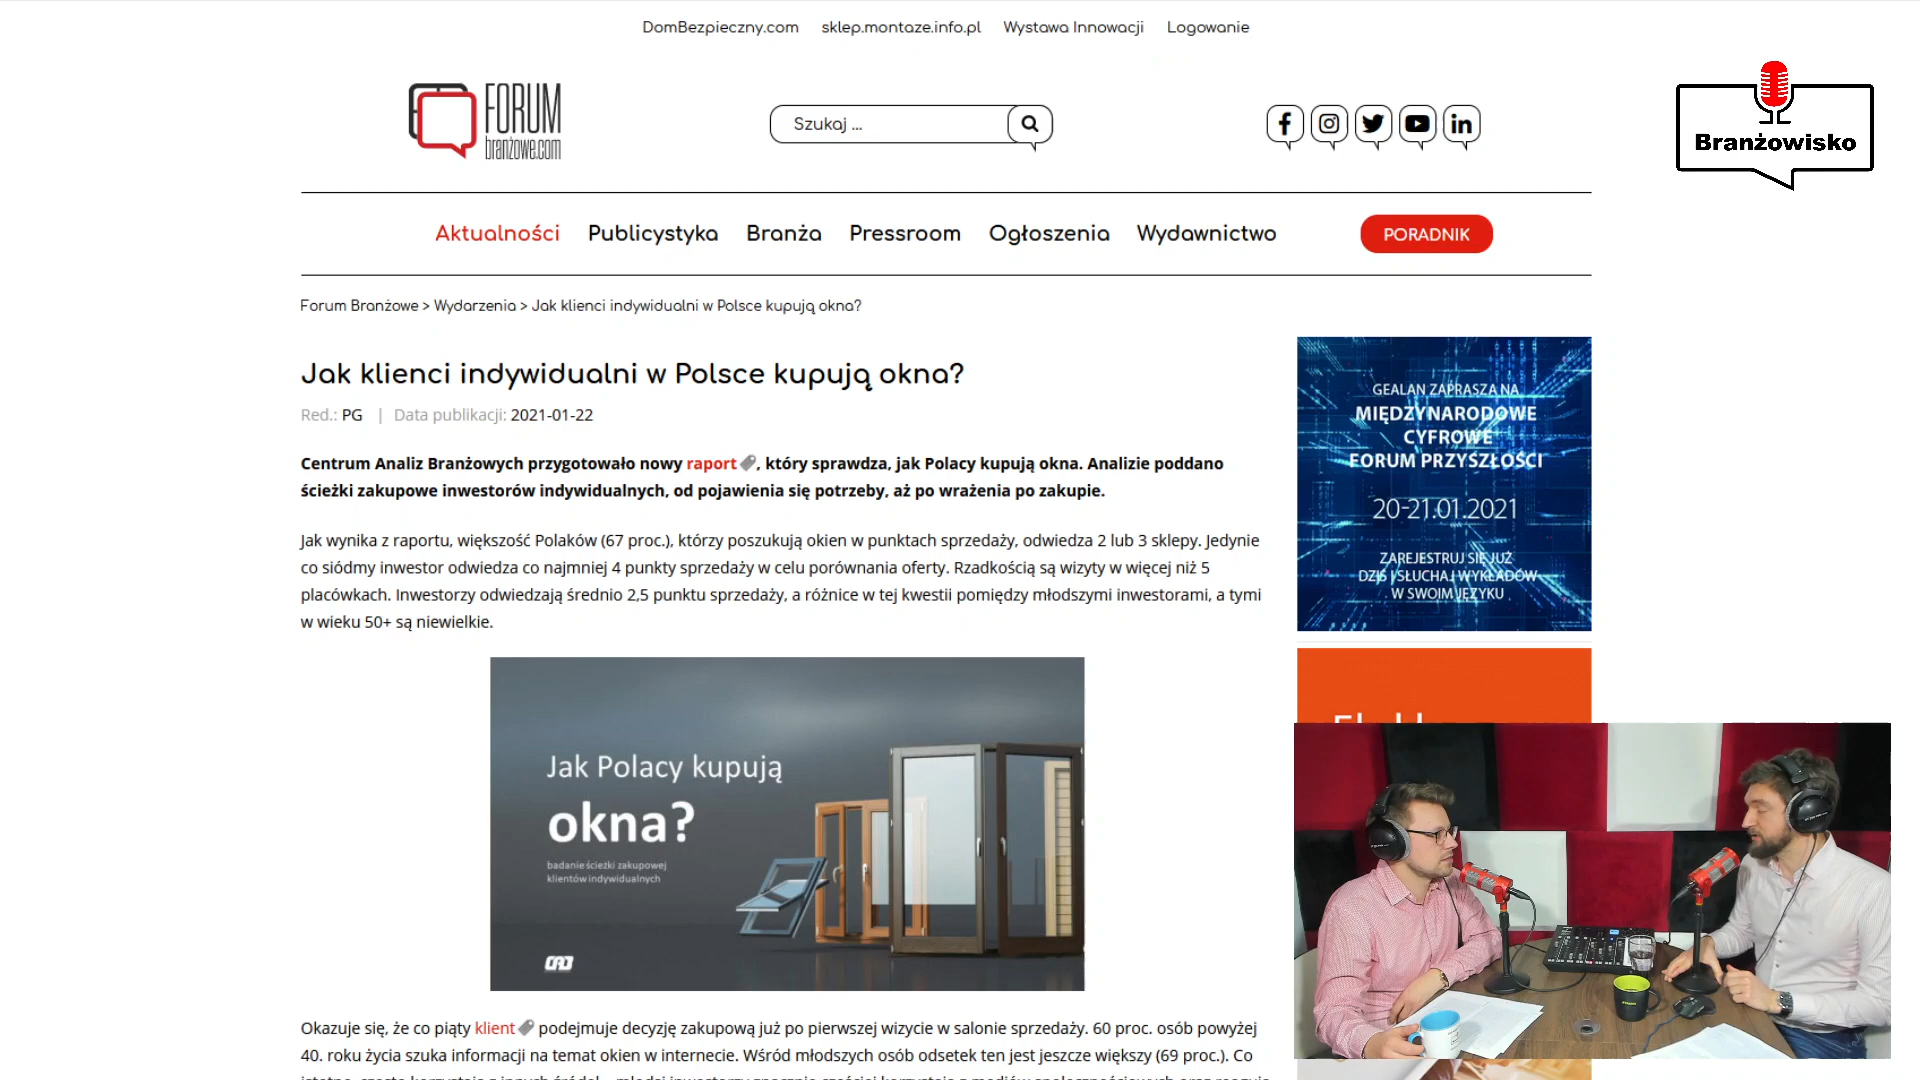 DomBezpieczny.com sklep.montaze.info.pl Wystawa Innowacji Logowanie
FORUM
branżowe.com
Szukaj ...
Branżowisko
Aktualności Publicystyka Branża Pressroom Ogłoszenia Wydawnictwo PORADNIK
Forum Branżowe > Wydarzenia > Jak klienci indywidualni w Polsce kupują okna?
Jak klienci indywidualni w Polsce kupują okna?
Red.: PG | Data publikacji: 2021-01-22
Centrum Analiz Branżowych przygotowało nowy raport, który sprawdza, jak Polacy kupują okna. Analizie poddano
ścieżki zakupowe inwestorów indywidualnych, od pojawienia się potrzeby, aż po wrażenia po zakupie.
Jak wynika z raportu, większość Polaków (67 proc.), którzy poszukują okien w punktach sprzedaży, odwiedza 2 lub 3 sklepy. Jedynie
co siódmy inwestor odwiedza co najmniej 4 punkty sprzedaży w celu porównania oferty. Rzadkością są wizyty w więcej niż 5
placówkach. Inwestorzy odwiedzają średnio 2,5 punktu sprzedaży, a różnice w tej kwestii pomiędzy młodszymi inwestorami, a tymi
w wieku 50+ są niewielkie.
GEALAN ZAPRASZA NA
MIĘDZYNARODOWE
CYFROWE
FORUM PRZYSZŁOŚCI
20-21.01.2021
ZAREJESTRUJ SIĘ JUŻ
DZIŚ I SŁUCHAJ WYKŁADÓW
W SWOIM JĘZYKU
Jak Polacy kupują
okna?
badanie ścieżki zakupowej
klientów indywidualnych
Okazuje się, że co piąty klient podejmuje decyzję zakupową już po pierwszej wizycie w salonie sprzedaży. 60 proc. osób powyżej
40. roku życia szuka informacji na temat okien w internecie. Wśród młodszych osób odsetek ten jest jeszcze większy (69 proc.). Co